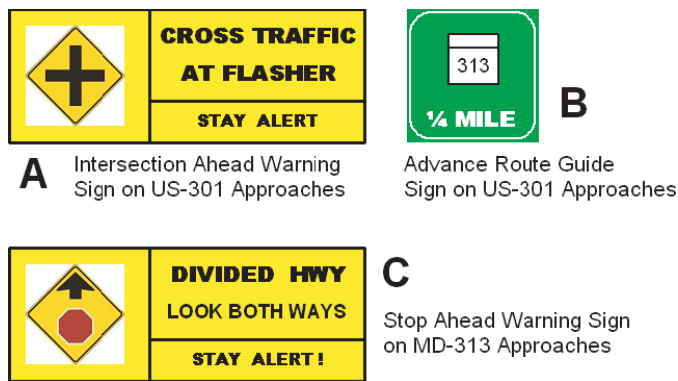 CROSS TRAFFIC
AT FLASHER
STAY ALERT
A
Intersection Ahead Warning
Sign on US-301 Approaches
313
¼ MILE
B
Advance Route Guide
Sign on US-301 Approaches
DIVIDED HWY
LOOK BOTH WAYS
STAY ALERT!
C
Stop Ahead Warning Sign
on MD-313 Approaches